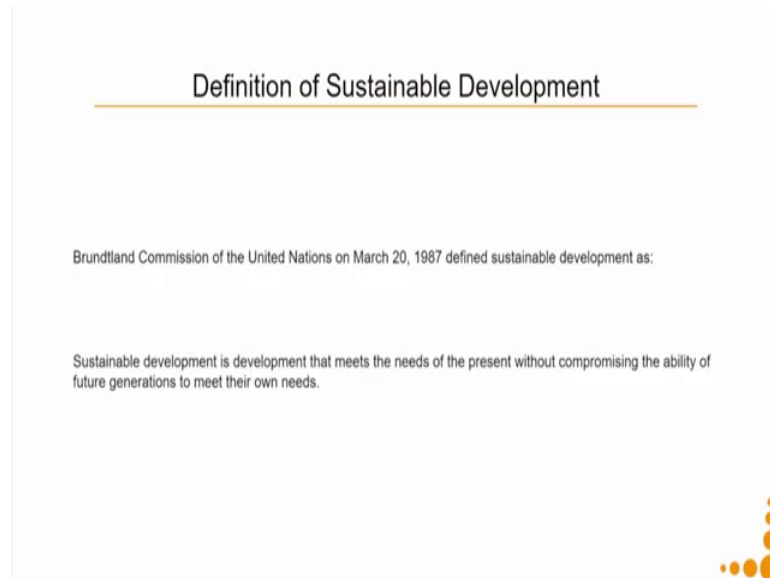 Definition of Sustainable Development
Brundtland Commission of the United Nations on March 20, 1987 defined sustainable development as:
Sustainable development is development that meets the needs of the present without compromising the ability of
future generations to meet their own needs.